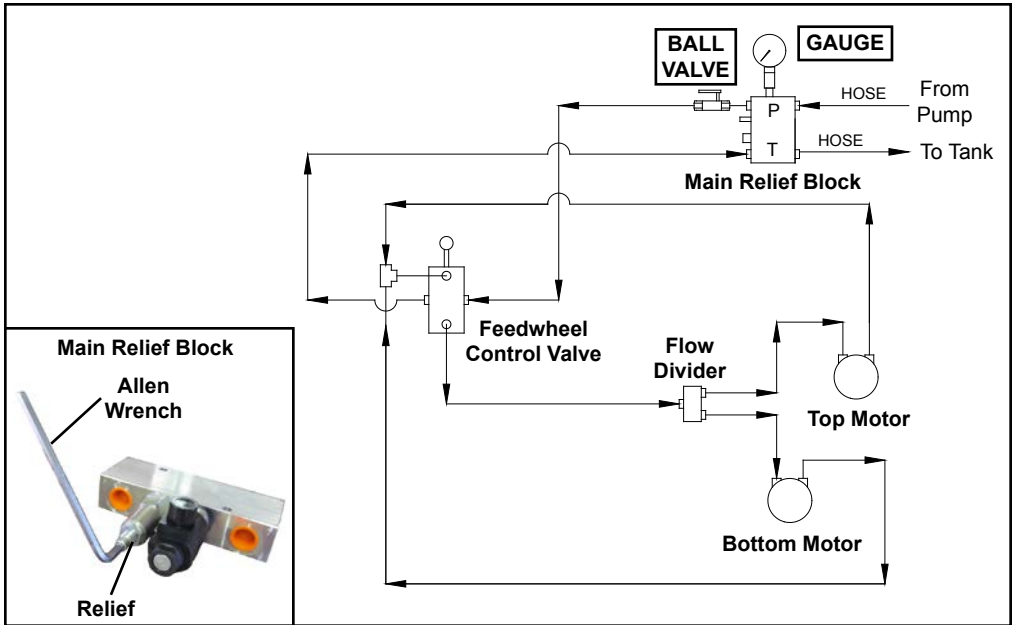 BALL
VALVE
GAUGE
P
HOSE
From
Pump
T
HOSE
To Tank
Main Relief Block
Feedwheel
Control Valve
Flow
Divider
Top Motor
Bottom Motor
Main Relief Block
Allen
Wrench
Relief